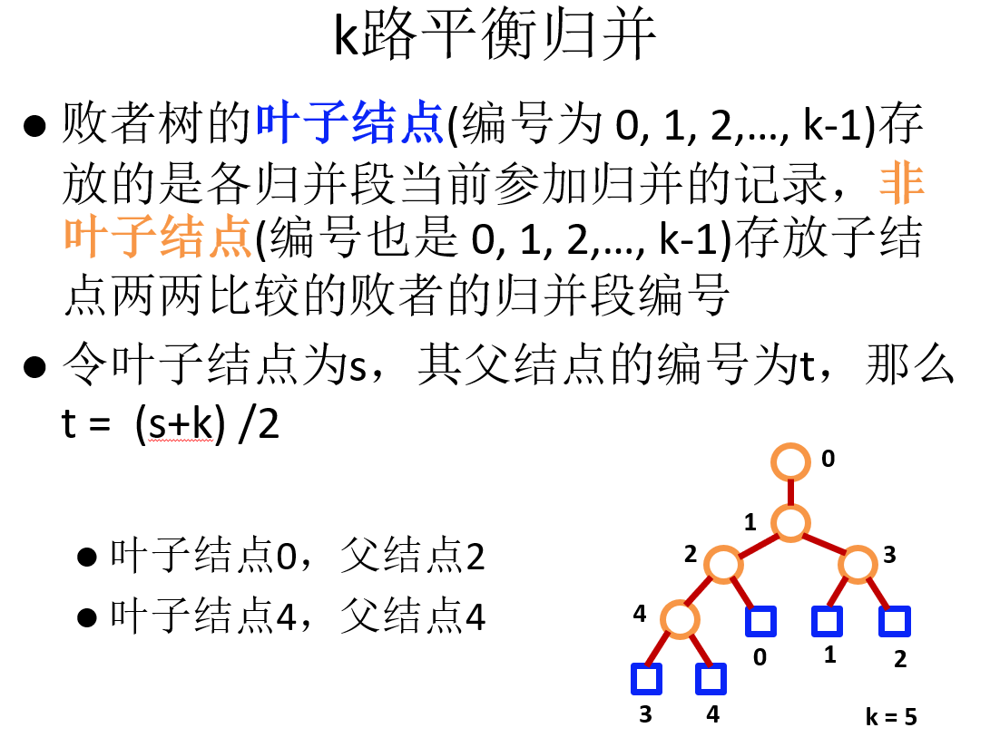 k路平衡归并
● 败者树的叶子结点(编号为 0, 1, 2,..., k-1)存
放的是各归并段当前参加归并的记录，非
叶子结点(编号也是 0, 1, 2,..., k-1)存放子结
点两两比较的败者的归并段编号
● 令叶子结点为s，其父结点的编号为t，那么
t = (s+k) /2
● 叶子结点0，父结点2
● 叶子结点4，父结点4
0
1
2
3
4
0
1
2
3
4
k = 5